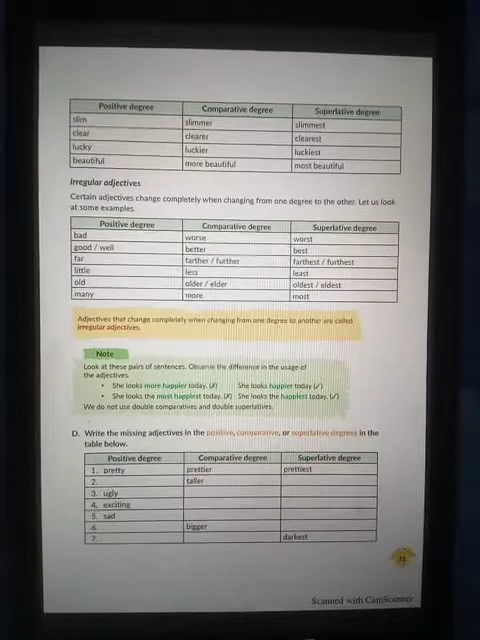 Positive degree Comparative degree Superlative degree
slim slimmer slimmest
clear clearer clearest
lucky luckier luckiest
beautiful more beautiful most beautiful
Irregular adjectives
Certain adjectives change completely when changing from one degree to the other. Let us look
at some examples.
Positive degree Comparative degree Superlative degree
bad worse worst
good / well better best
far farther / further farthest / furthest
little less least
old older / elder oldest / eldest
many more most
Adjectives that change completely when changing from one degree to another are called
irregular adjectives.
Note
Look at these pairs of sentences. Observe the difference in the usage of
the adjectives.
• She looks more happier today. (✗) She looks happier today (✓)
• She looks the most happiest today. (✗) She looks the happiest today. (✓)
We do not use double comparatives and double superlatives.
D. Write the missing adjectives in the positive, comparative, or superlative degrees in the
table below.
Positive degree Comparative degree Superlative degree
1. pretty prettier prettiest
2. taller
3. ugly
4. exciting
5. sad
6. bigger
7. darkest
31
Scanned with CamScanner